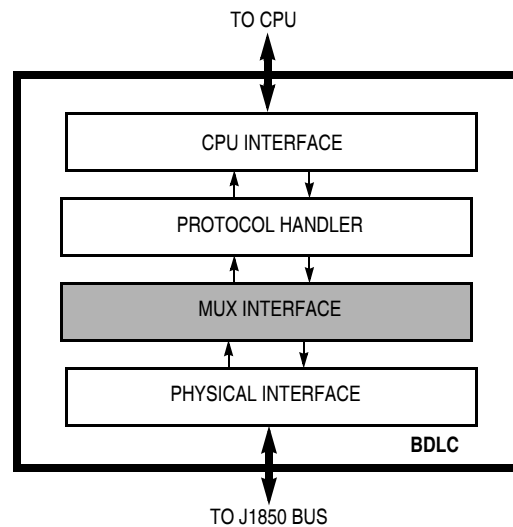 TO CPU
CPU INTERFACE
PROTOCOL HANDLER
MUX INTERFACE
PHYSICAL INTERFACE
BDLC
TO J1850 BUS